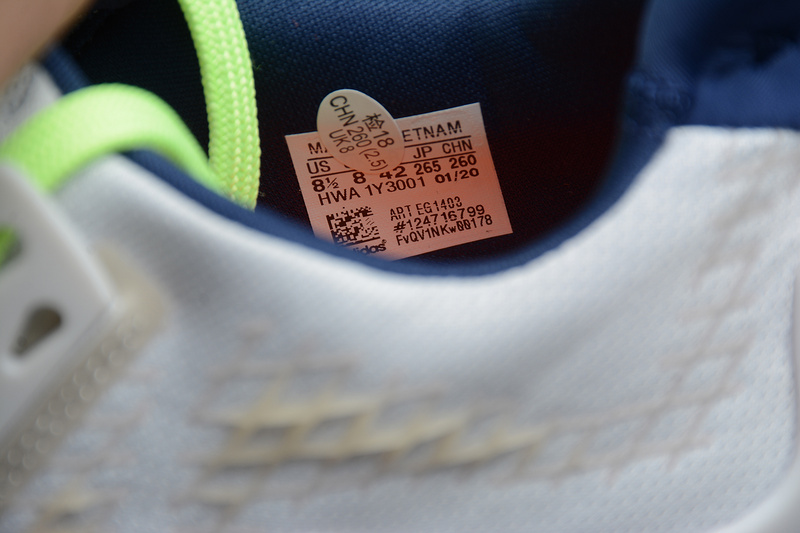 检18
CHN 260 (2.5)
UK 8
MA ETNAM
US JP CHN
8½ 8 42 265 260
HWA 1Y3001 01/20
ART EG1403
#124716799
FvQV1NKw00178
adidas